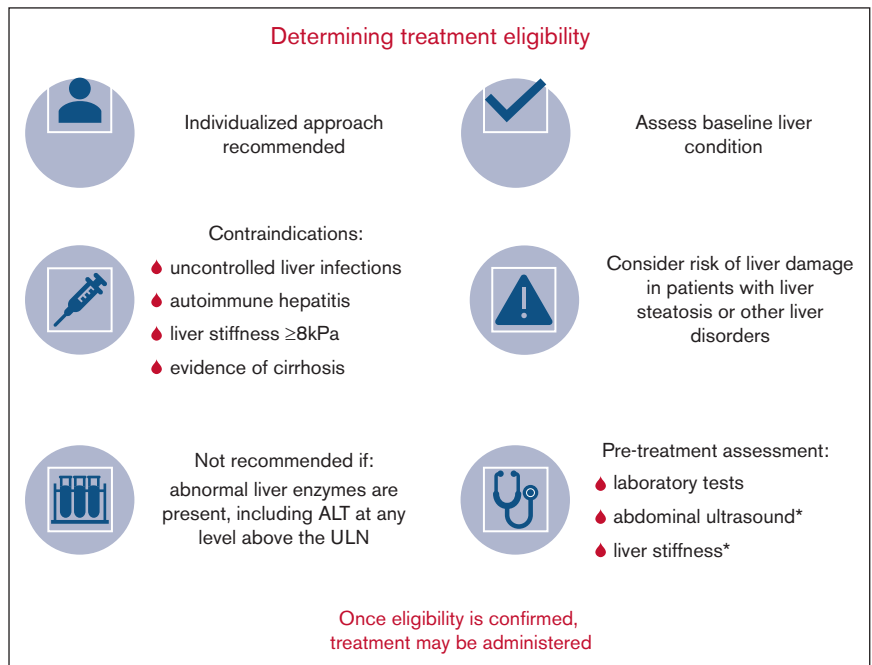 Determining treatment eligibility
Individualized approach
recommended
Assess baseline liver
condition
Contraindications:
uncontrolled liver infections
autoimmune hepatitis
liver stiffness ≥8kPa
evidence of cirrhosis
Consider risk of liver damage
in patients with liver
steatosis or other liver
disorders
Not recommended if:
abnormal liver enzymes are
present, including ALT at any
level above the ULN
Pre-treatment assessment:
laboratory tests
abdominal ultrasound*
liver stiffness*
Once eligibility is confirmed,
treatment may be administered